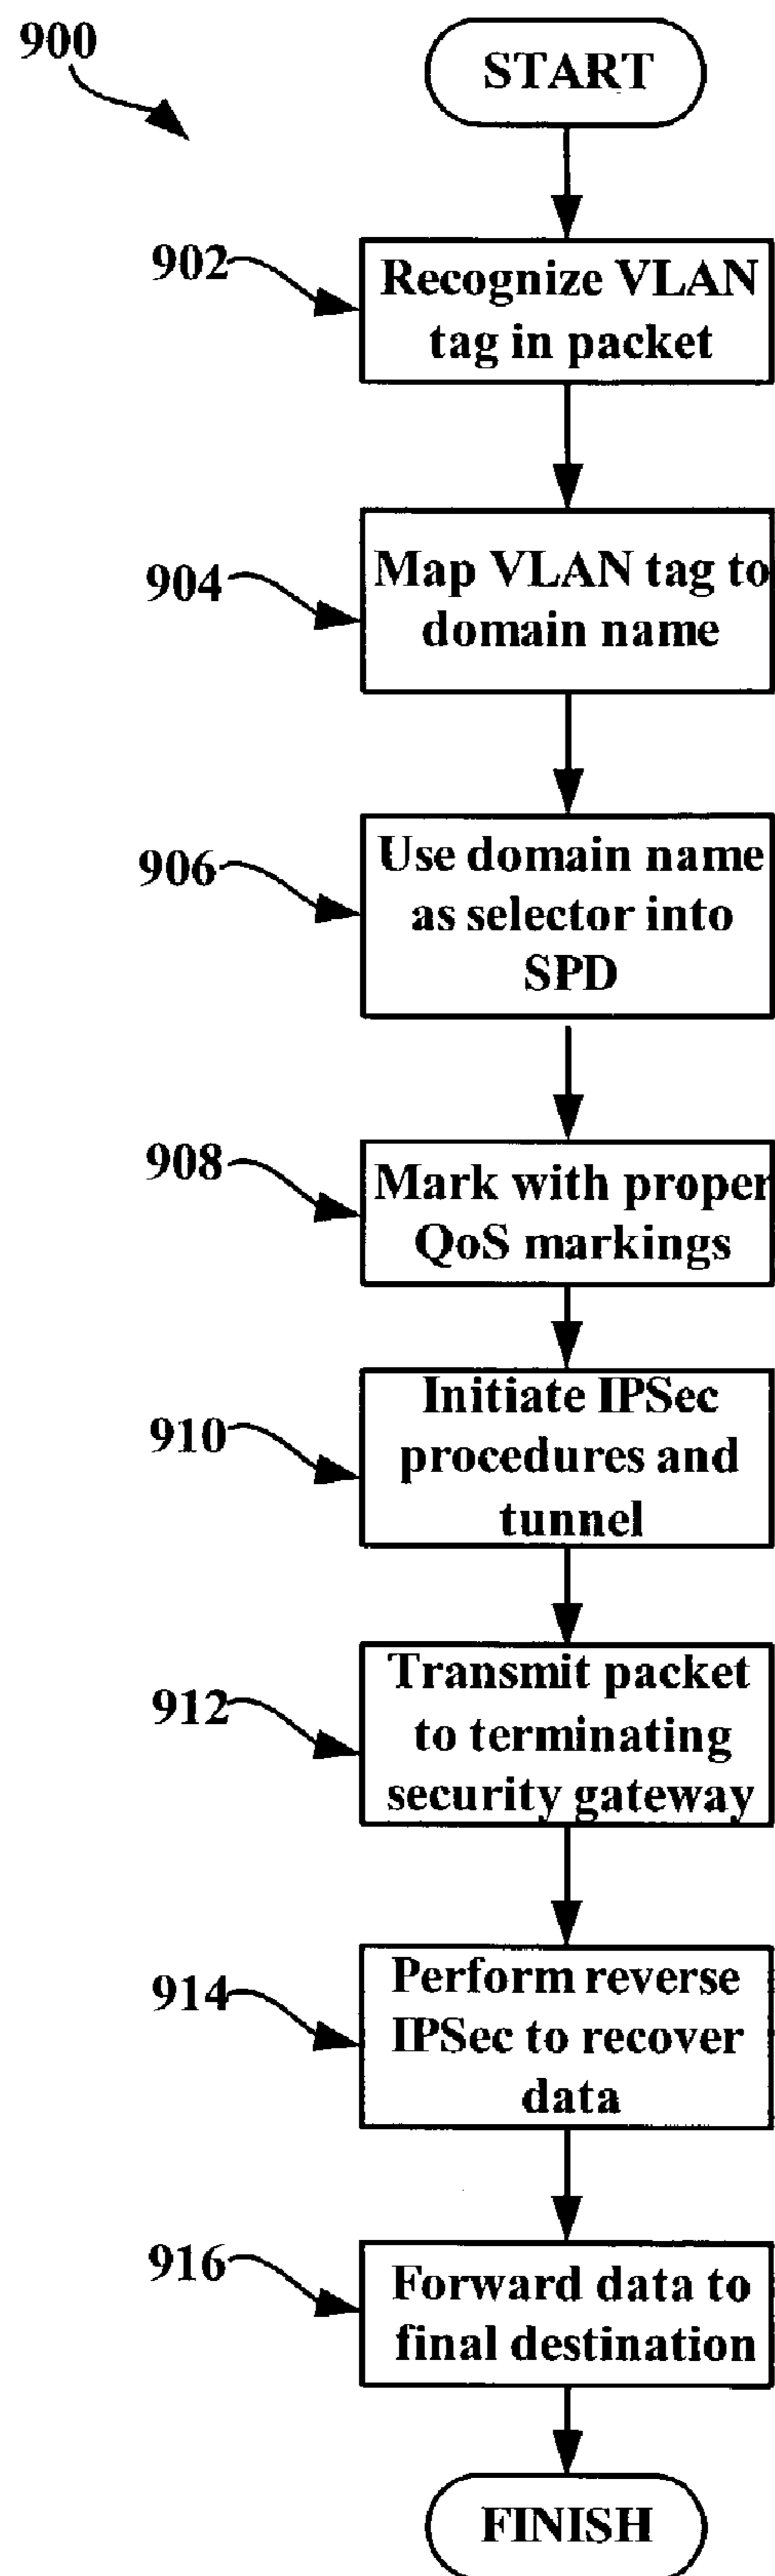 900
START
902
Recognize VLAN
tag in packet
904
Map VLAN tag to
domain name
906
Use domain name
as selector into
SPD
908
Mark with proper
QoS markings
910
Initiate IPSec
procedures and
tunnel
912
Transmit packet
to terminating
security gateway
914
Perform reverse
IPSec to recover
data
916
Forward data to
final destination
FINISH